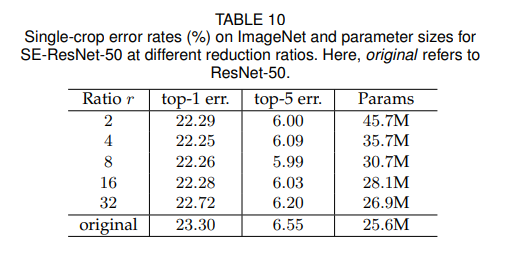 TABLE 10
Single-crop error rates (%) on ImageNet and parameter sizes for
SE-ResNet-50 at different reduction ratios. Here, original refers to
ResNet-50.
Ratio r top-1 err. top-5 err. Params
2 22.29 6.00 45.7M
4 22.25 6.09 35.7M
8 22.26 5.99 30.7M
16 22.28 6.03 28.1M
32 22.72 6.20 26.9M
original 23.30 6.55 25.6M